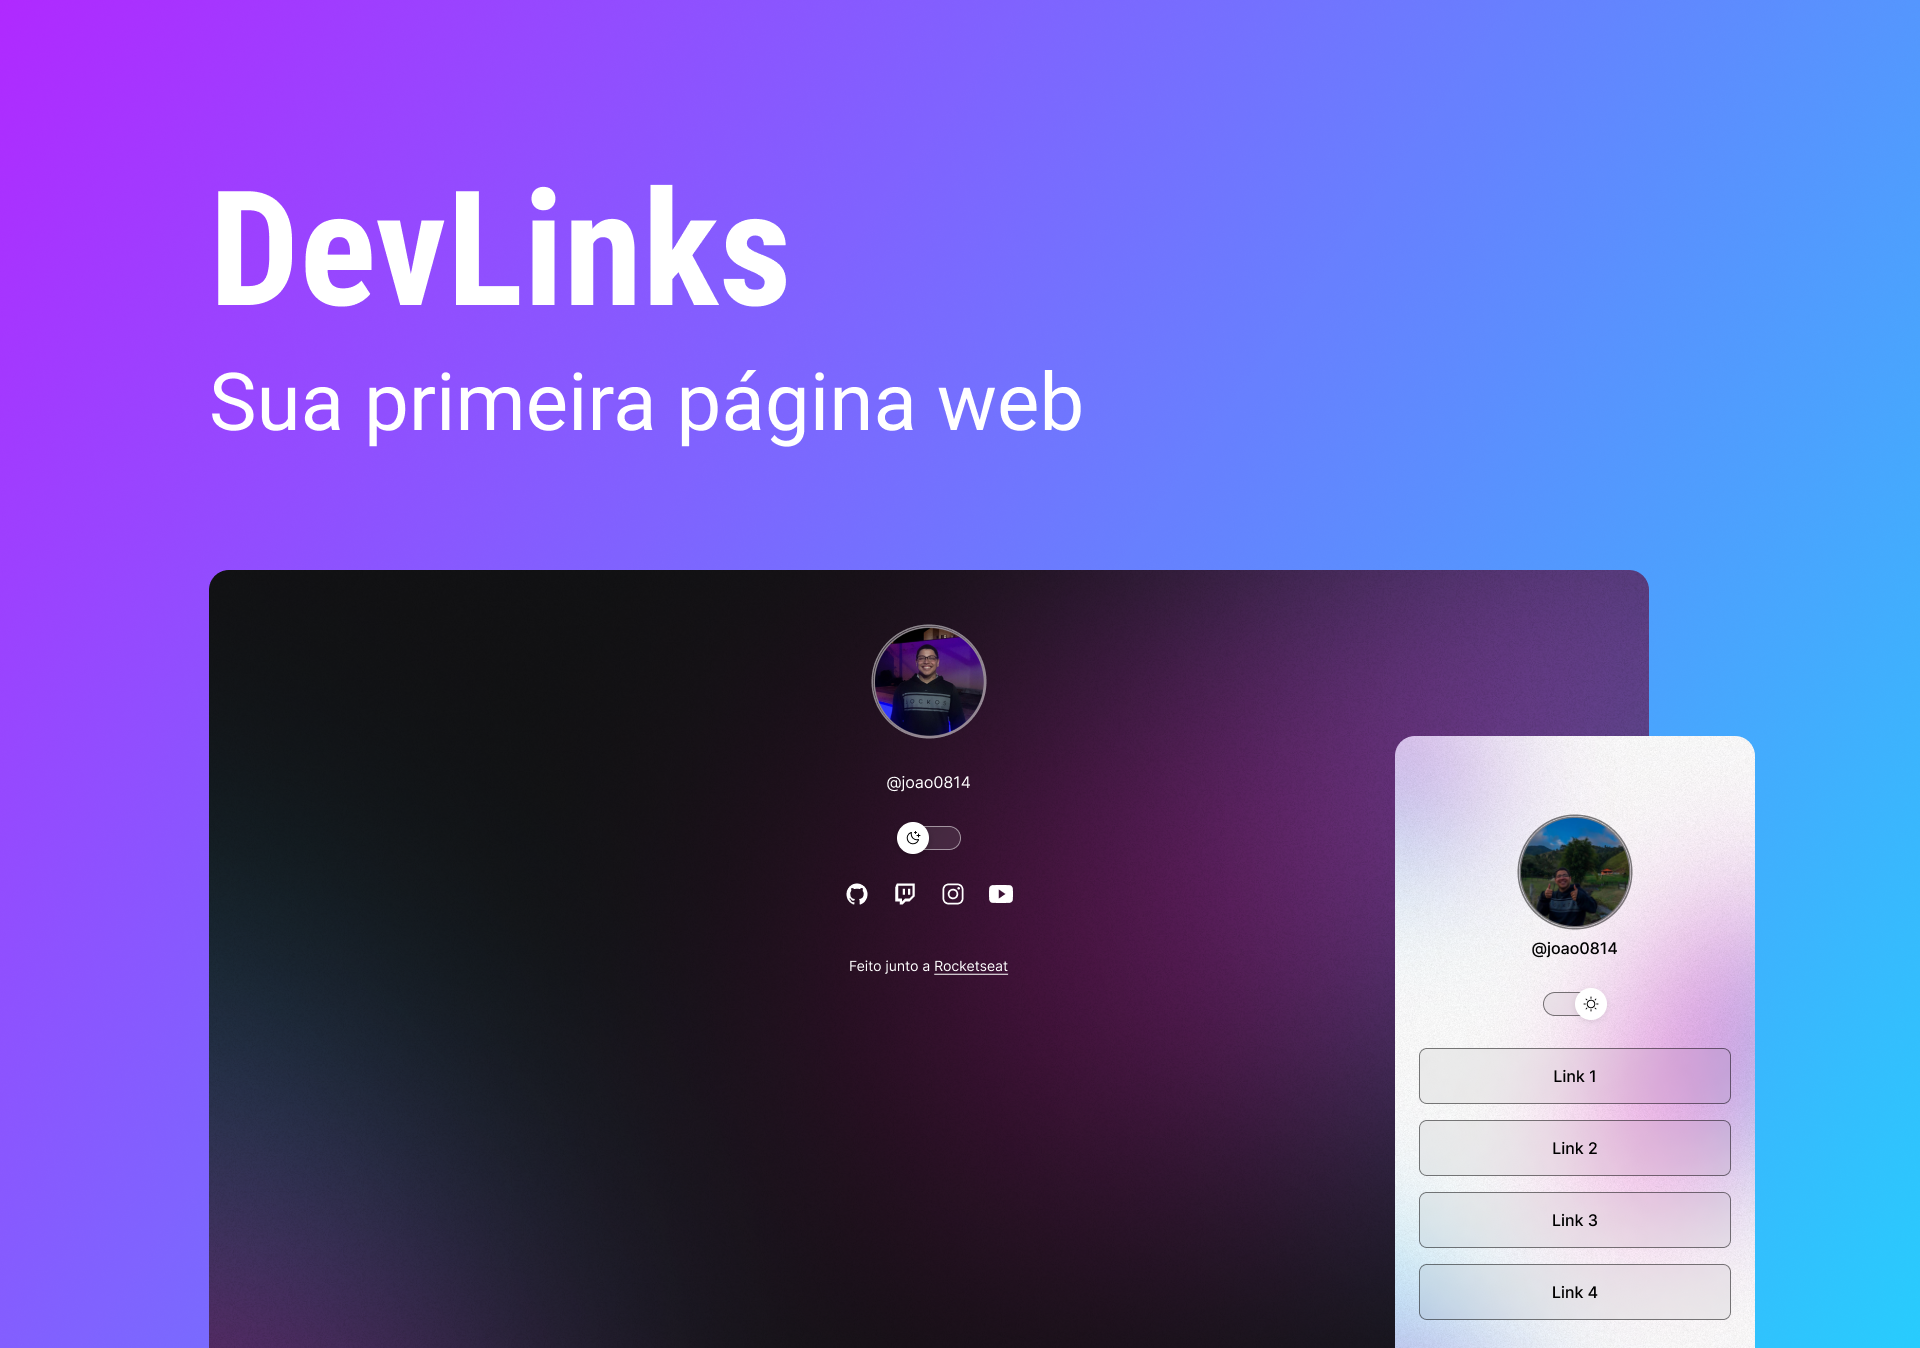 DevLinks
Sua primeira página web
@joao0814
Feito junto a Rocketseat
@joao0814
Link 1
Link 2
Link 3
Link 4